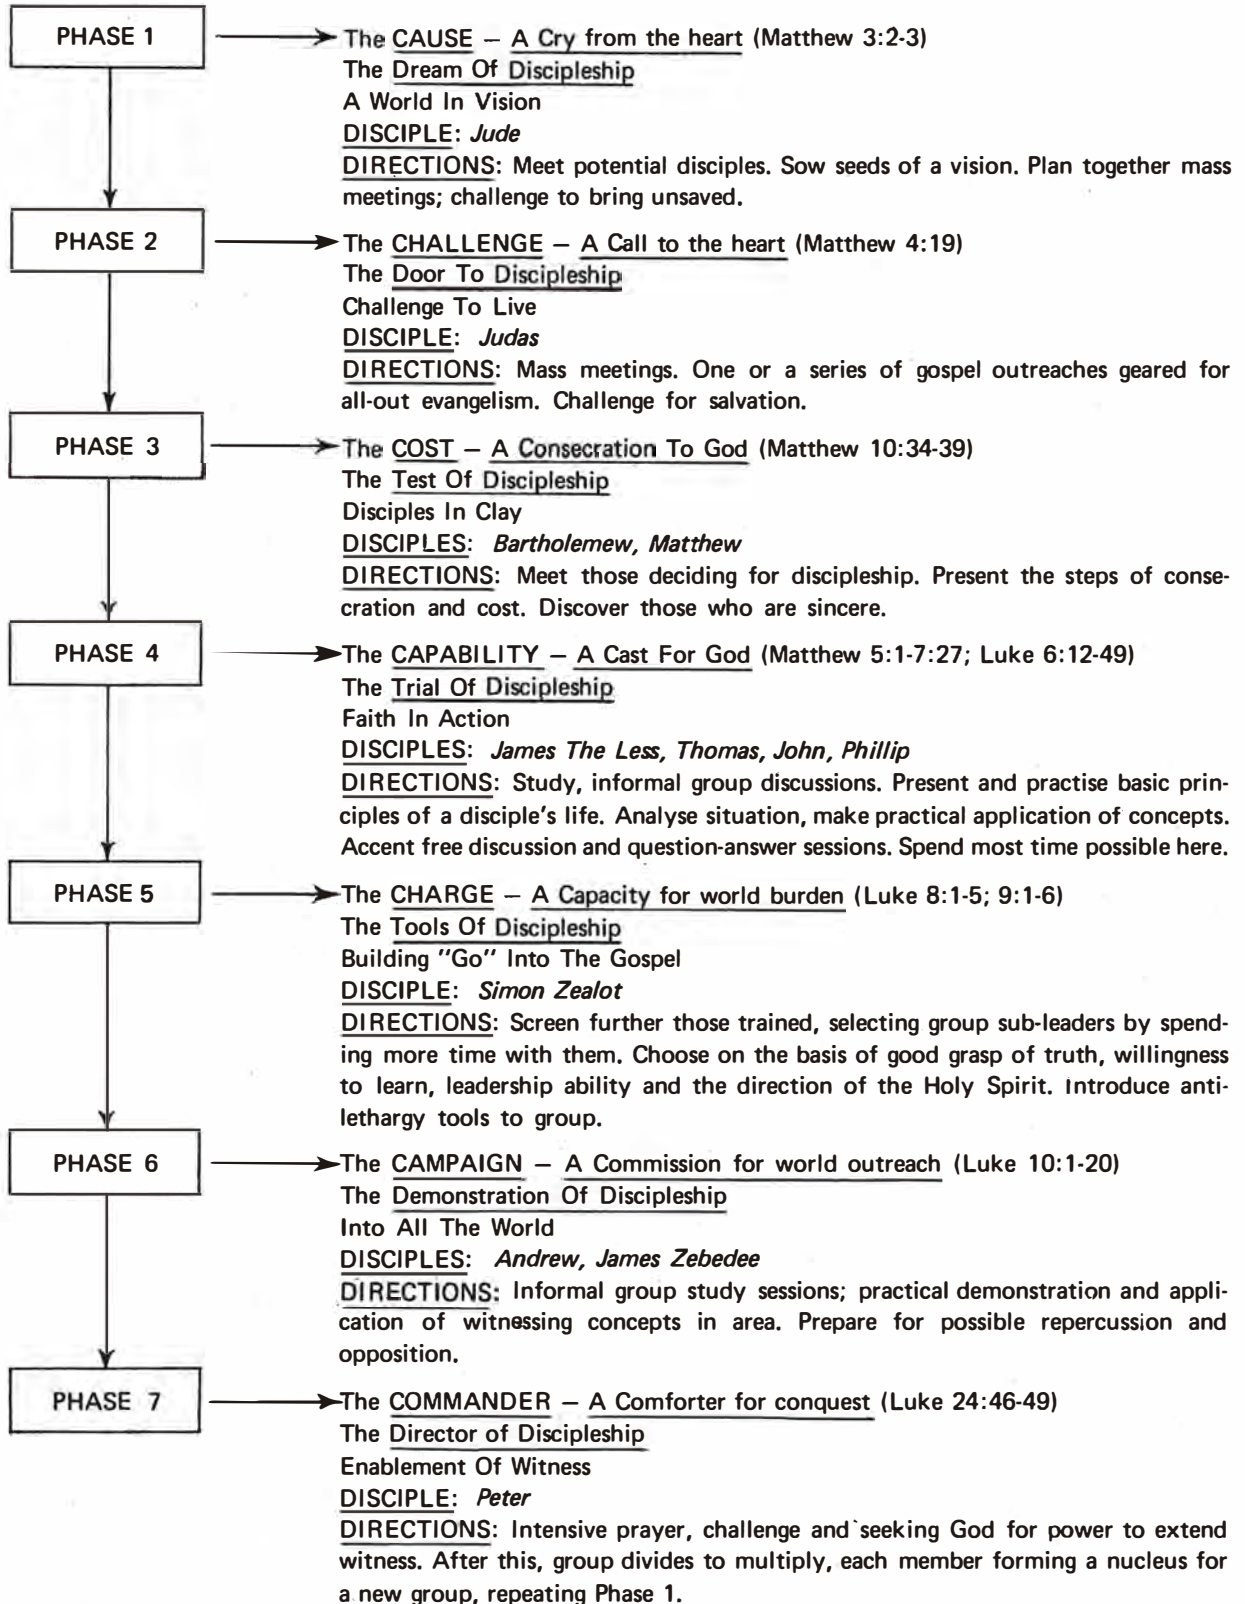 PHASE 1
The CAUSE – A Cry from the heart (Matthew 3:2-3)
The Dream Of Discipleship
A World In Vision
DISCIPLE: Jude
DIRECTIONS: Meet potential disciples. Sow seeds of a vision. Plan together mass
meetings; challenge to bring unsaved.
PHASE 2
The CHALLENGE – A Call to the heart (Matthew 4:19)
The Door To Discipleship
Challenge To Live
DISCIPLE: Judas
DIRECTIONS: Mass meetings. One or a series of gospel outreaches geared for
all-out evangelism. Challenge for salvation.
PHASE 3
The COST – A Consecration To God (Matthew 10:34-39)
The Test Of Discipleship
Disciples In Clay
DISCIPLES: Bartholemew, Matthew
DIRECTIONS: Meet those deciding for discipleship. Present the steps of conse-
cration and cost. Discover those who are sincere.
PHASE 4
The CAPABILITY – A Cast For God (Matthew 5:1-7:27; Luke 6:12-49)
The Trial Of Discipleship
Faith In Action
DISCIPLES: James The Less, Thomas, John, Phillip
DIRECTIONS: Study, informal group discussions. Present and practise basic prin-
ciples of a disciple's life. Analyse situation, make practical application of concepts.
Accent free discussion and question-answer sessions. Spend most time possible here.
PHASE 5
The CHARGE – A Capacity for world burden (Luke 8:1-5; 9:1-6)
The Tools Of Discipleship
Building "Go" Into The Gospel
DISCIPLE: Simon Zealot
DIRECTIONS: Screen further those trained, selecting group sub-leaders by spend-
ing more time with them. Choose on the basis of good grasp of truth, willingness
to learn, leadership ability and the direction of the Holy Spirit. Introduce anti-
lethargy tools to group.
PHASE 6
The CAMPAIGN – A Commission for world outreach (Luke 10:1-20)
The Demonstration Of Discipleship
Into All The World
DISCIPLES: Andrew, James Zebedee
DIRECTIONS: Informal group study sessions; practical demonstration and appli-
cation of witnessing concepts in area. Prepare for possible repercussion and
opposition.
PHASE 7
The COMMANDER – A Comforter for conquest (Luke 24:46-49)
The Director of Discipleship
Enablement Of Witness
DISCIPLE: Peter
DIRECTIONS: Intensive prayer, challenge and seeking God for power to extend
witness. After this, group divides to multiply, each member forming a nucleus for
a new group, repeating Phase 1.